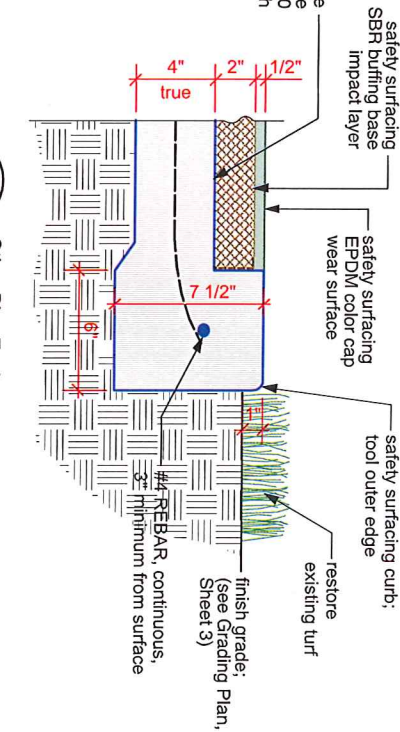 safety surfacing
SBR buffing base
impact layer
safety surfacing
EPDM color cap
wear surface
safety surfacing curb;
tool outer edge
restore
existing turf
finish grade;
(see Grading Plan,
Sheet 3)
#4 REBAR, continuous,
3" minimum from surface
4"
true
2"
1/2"
7 1/2"
6"
1"